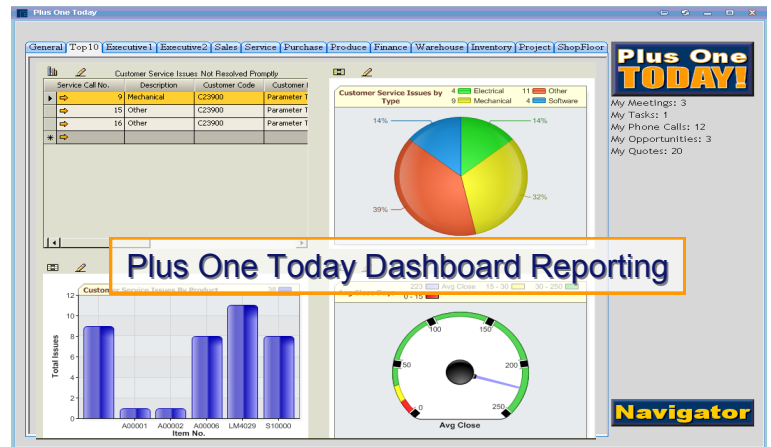 Plus One Today
General Top10 Executive1 Executive2 Sales Service Purchase Produce Finance Warehouse Inventory Project ShopFloor
Plus One
TODAY!
My Meetings: 3
My Tasks: 1
My Phone Calls: 12
My Opportunities: 3
My Quotes: 20
Customer Service Issues Not Resolved Promptly
Service Call No. Description Customer Code Customer
9 Mechanical C23900 Parameter T
15 Other C23900 Parameter T
16 Other C23900 Parameter T
Customer Service Issues by Type
4 Electrical 11 Other
9 Mechanical 4 Software
14% 14%
39% 32%
Plus One Today Dashboard Reporting
Customer Service Issues By Product 38
12
10
8
6
4
2
0
Total Issues
A00001 A00002 A00006 LM4029 S10000
Item No.
223 Avg Close 15 - 30 30 - 250
0 - 15
0 50 100 150 200 250
Avg Close
Navigator